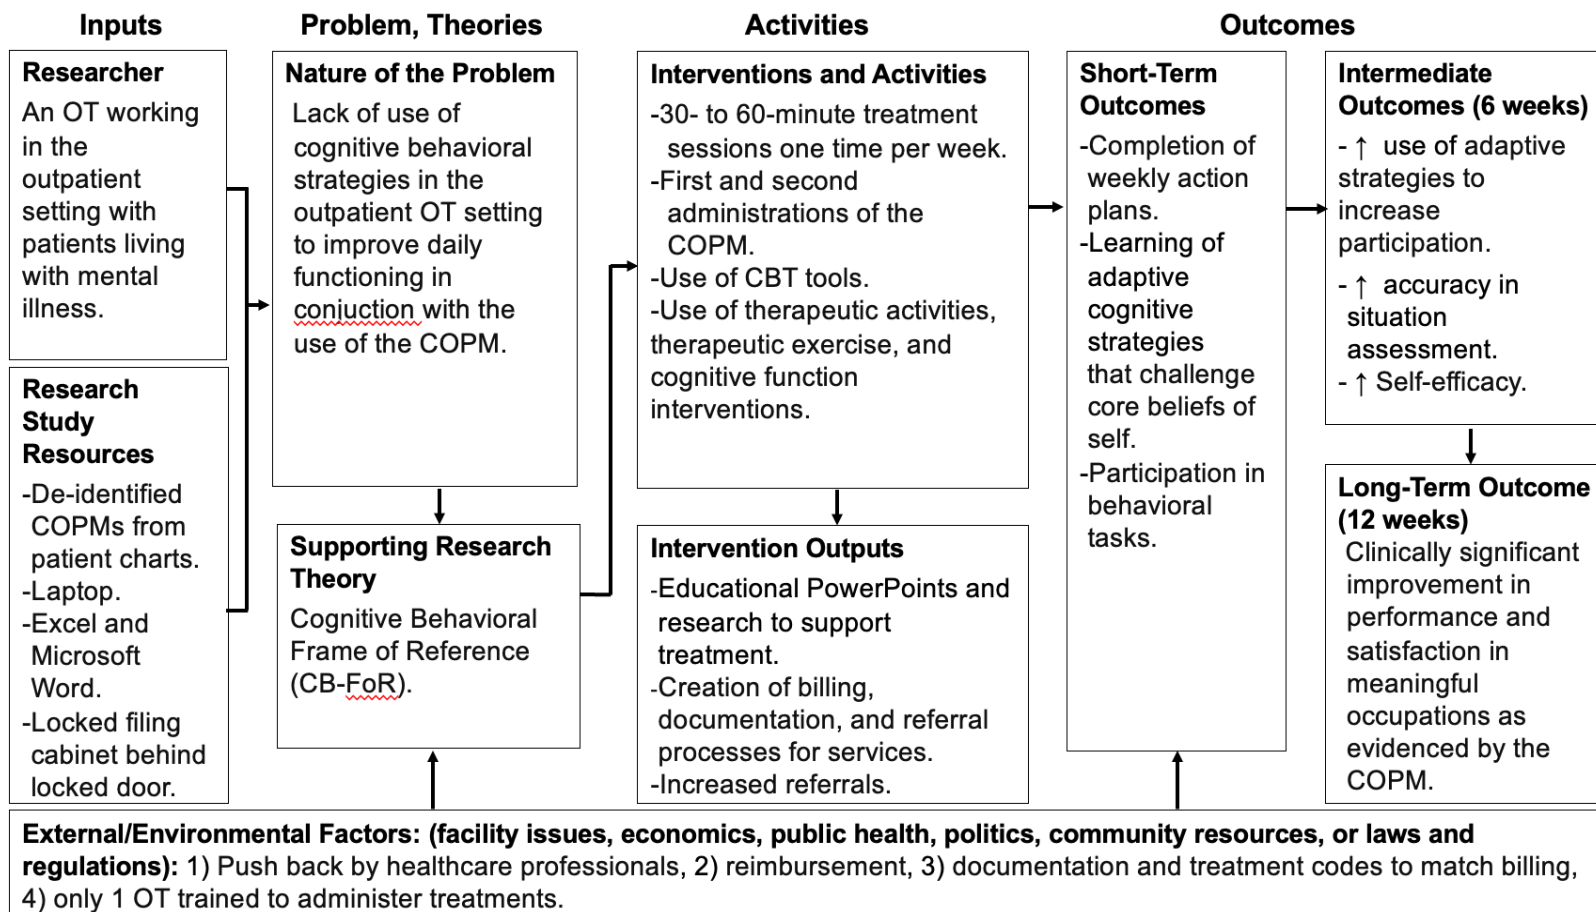 Inputs
Problem, Theories
Activities
Outcomes
Researcher
An OT working
in the
outpatient
setting with
patients living
with mental
illness.
Research
Study
Resources
-De-identified
COPMs from
patient charts.
-Laptop.
-Excel and
Microsoft
Word.
-Locked filing
cabinet behind
locked door.
Nature of the Problem
Lack of use of
cognitive behavioral
strategies in the
outpatient OT setting
to improve daily
functioning in
conjuction with the
use of the COPM.
Supporting Research
Theory
Cognitive Behavioral
Frame of Reference
(CB-FoR).
Interventions and Activities
-30- to 60-minute treatment
sessions one time per week.
-First and second
administrations of the
COPM.
-Use of CBT tools.
-Use of therapeutic activities,
therapeutic exercise, and
cognitive function
interventions.
Intervention Outputs
-Educational PowerPoints and
research to support
treatment.
-Creation of billing,
documentation, and referral
processes for services.
-Increased referrals.
Short-Term
Outcomes
-Completion of
weekly action
plans.
-Learning of
adaptive
cognitive
strategies
that challenge
core beliefs of
self.
-Participation in
behavioral
tasks.
Intermediate
Outcomes (6 weeks)
- ↑ use of adaptive
strategies to
increase
participation.
- ↑ accuracy in
situation
assessment.
- ↑ Self-efficacy.
Long-Term Outcome
(12 weeks)
Clinically significant
improvement in
performance and
satisfaction in
meaningful
occupations as
evidenced by the
COPM.
External/Environmental Factors: (facility issues, economics, public health, politics, community resources, or laws and
regulations): 1) Push back by healthcare professionals, 2) reimbursement, 3) documentation and treatment codes to match billing,
4) only 1 OT trained to administer treatments.